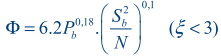 Φ = 6.2P_b^{0,18} . (S_b^2 / N)^{0,1} (ξ < 3)